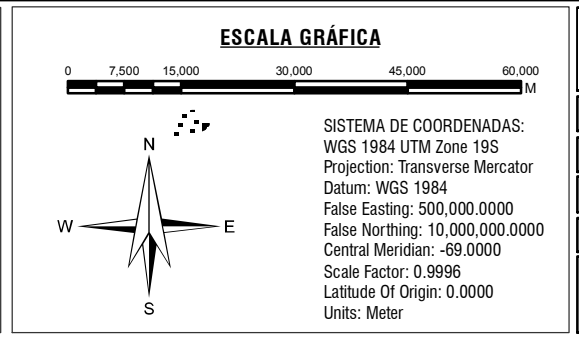 ESCALA GRÁFICA
0 7,500 15,000 30,000 45,000 60,000
M
N
W E
S
SISTEMA DE COORDENADAS:
WGS 1984 UTM Zone 19S
Projection: Transverse Mercator
Datum: WGS 1984
False Easting: 500,000.0000
False Northing: 10,000,000.0000
Central Meridian: -69.0000
Scale Factor: 0.9996
Latitude Of Origin: 0.0000
Units: Meter